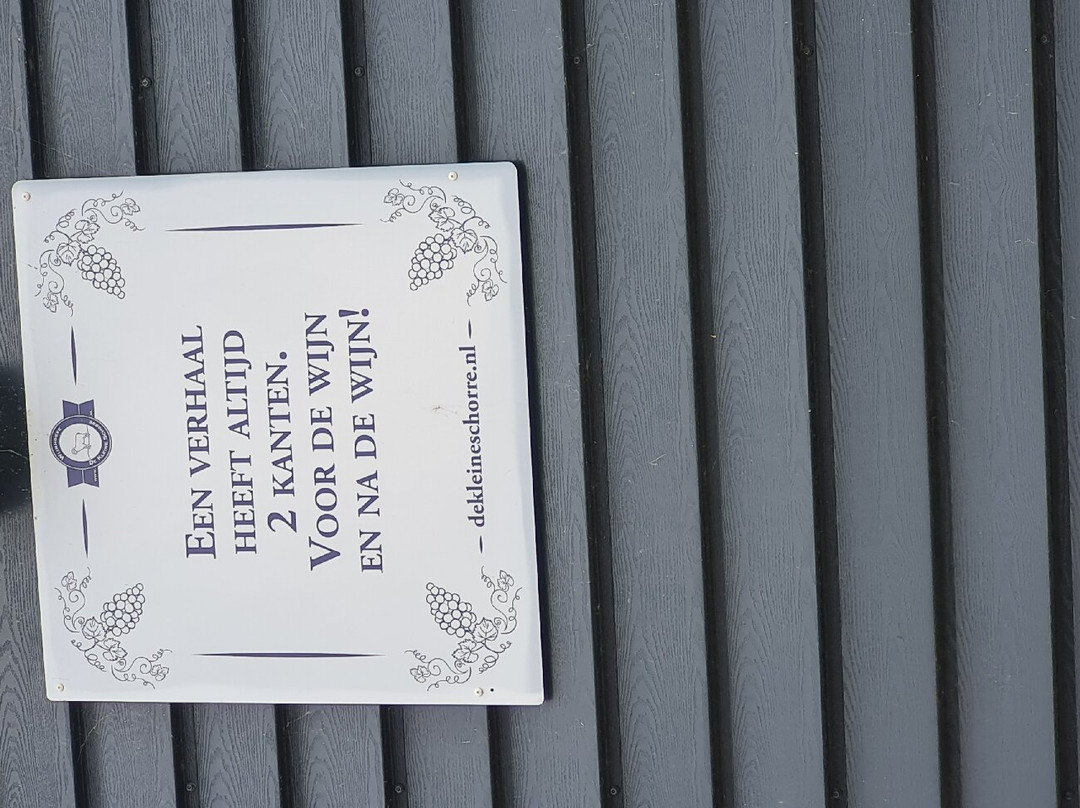 EEN VERHAAL
HEEFT ALTIJD
2 KANTEN.
VOOR DE WIJN
EN NA DE WIJN!
– dekleineschorre.nl –